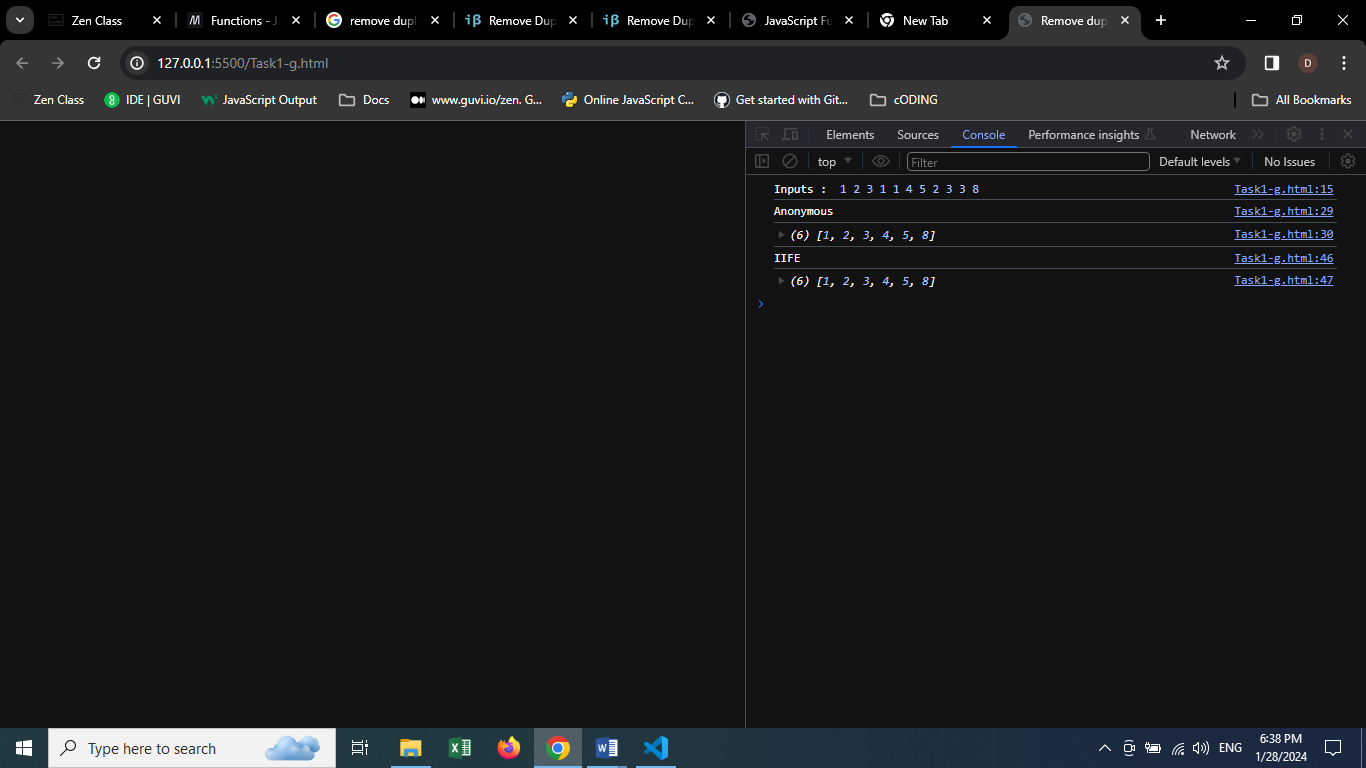 Zen Class
Functions - J
remove dupl
Remove Dup
Remove Dup
JavaScript Fu
New Tab
Remove dup
127.0.0.1:5500/Task1-g.html
D
Zen Class
IDE | GUVI
JavaScript Output
Docs
www.guvi.io/zen. G...
Online JavaScript C...
Get started with Git...
cODING
All Bookmarks
Elements
Sources
Console
Performance insights
Network
top
Filter
Default levels
No Issues
Inputs : 1 2 3 1 1 4 5 2 3 3 8 Task1-g.html:15
Anonymous Task1-g.html:29
(6) [1, 2, 3, 4, 5, 8] Task1-g.html:30
IIFE Task1-g.html:46
(6) [1, 2, 3, 4, 5, 8] Task1-g.html:47
Type here to search
ENG
6:38 PM
1/28/2024